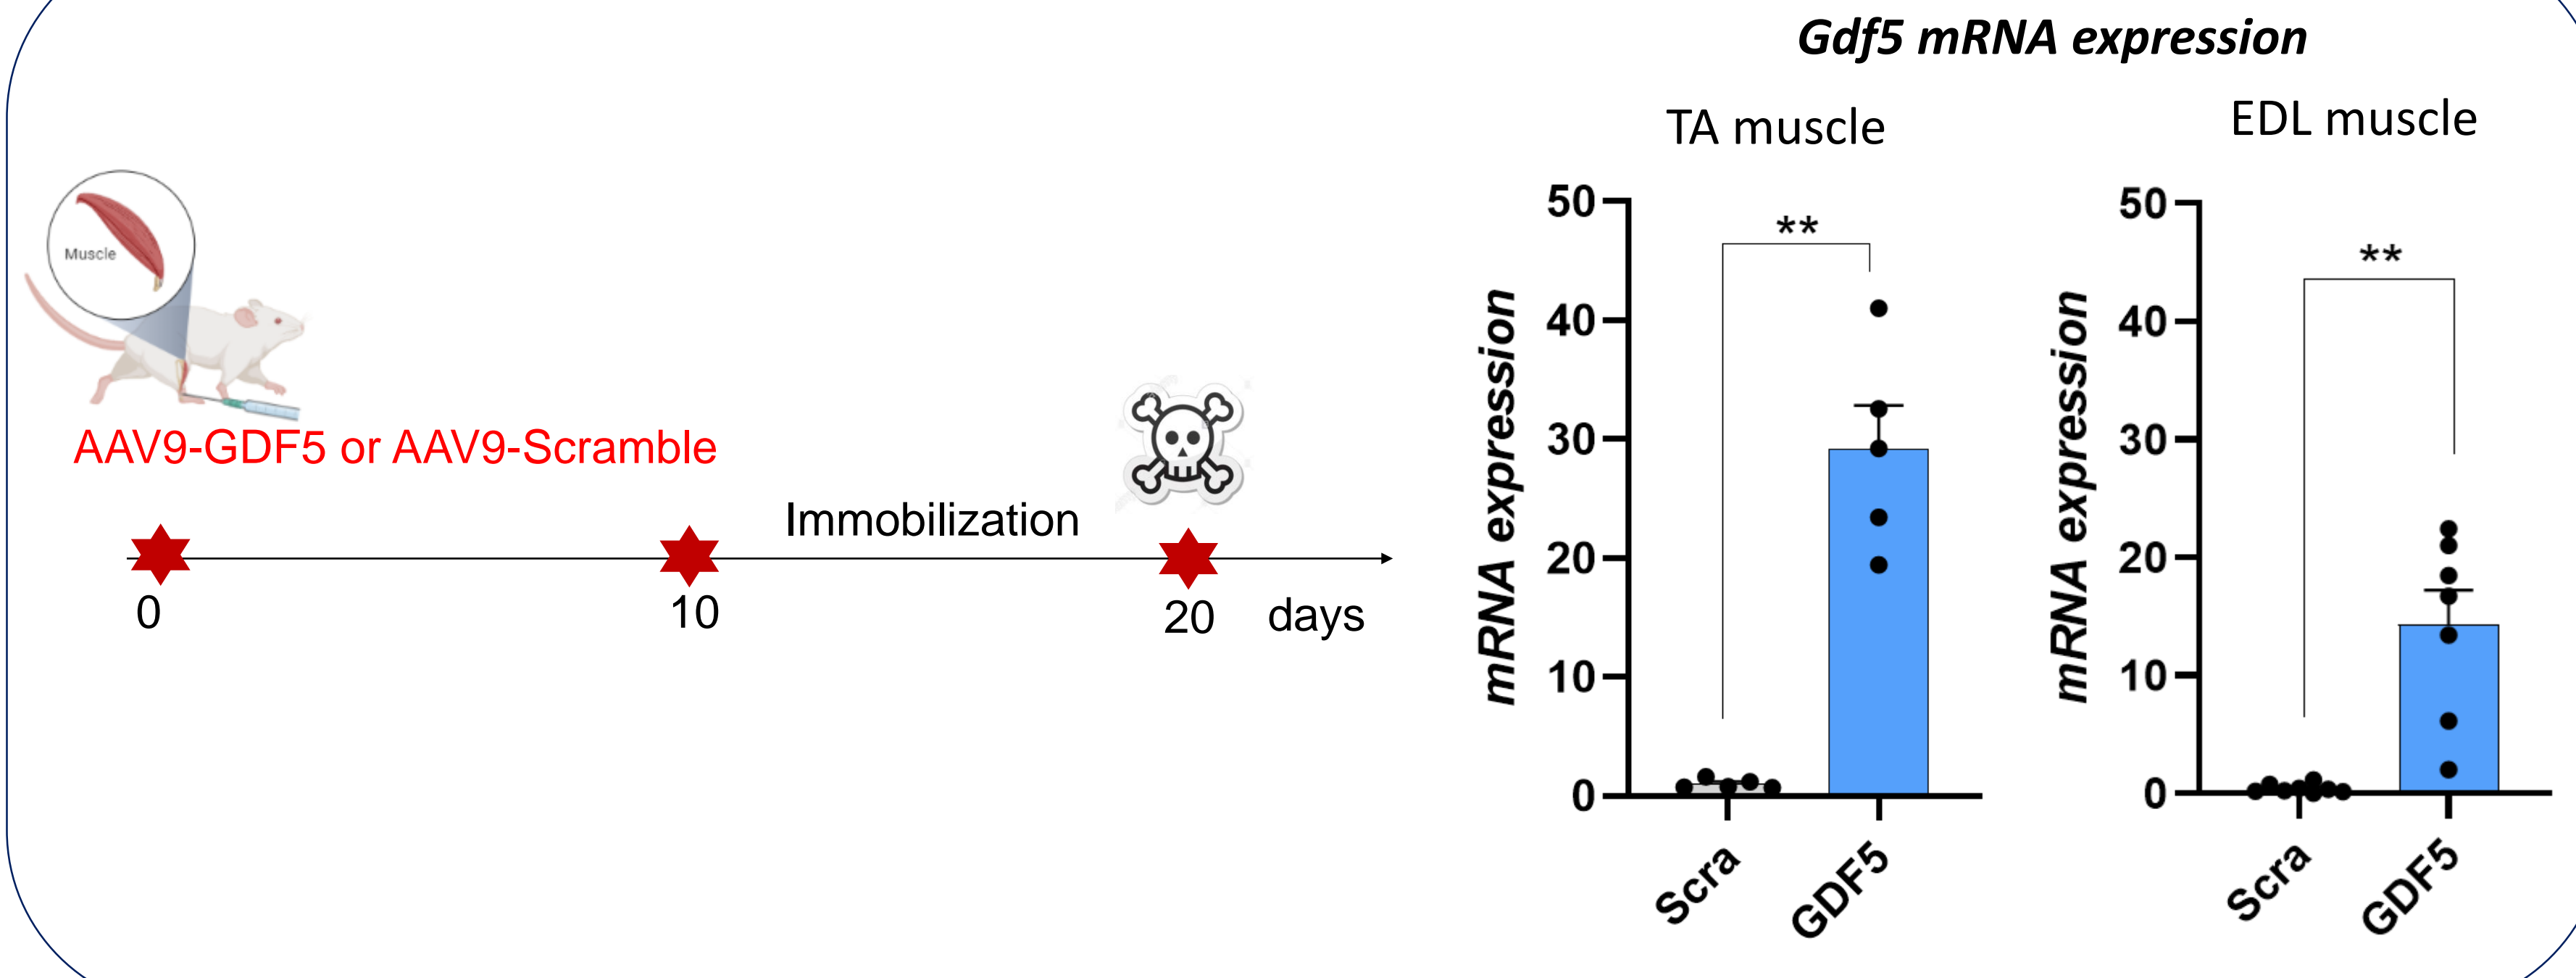 Gdf5 mRNA expression
Muscle
AAV9-GDF5 or AAV9-Scramble
Immobilization
0
10
20
days
TA muscle
mRNA expression
50
40
30
20
10
0
**
Scra
GDF5
EDL muscle
mRNA expression
50
40
30
20
10
0
**
Scra
GDF5